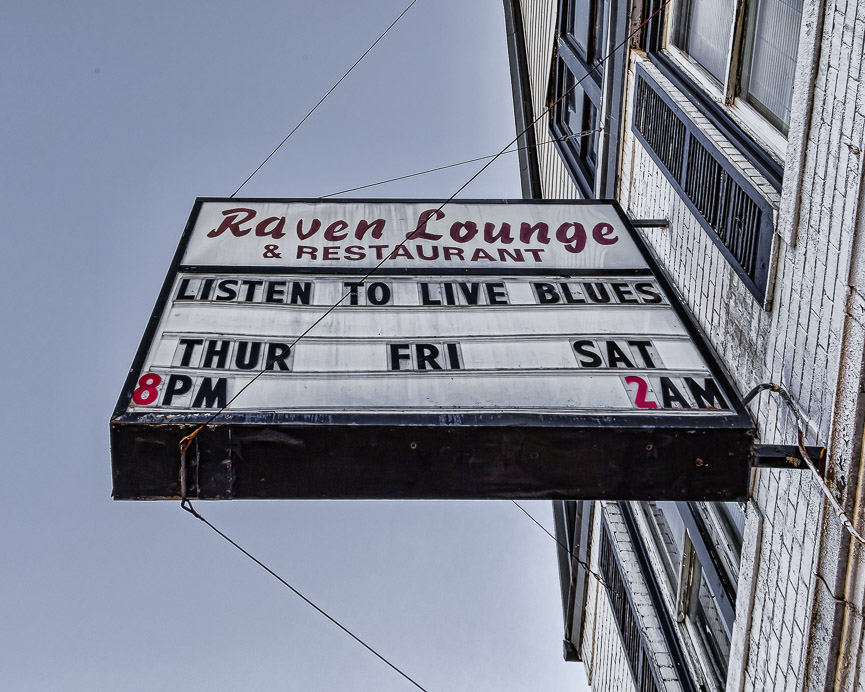 Raven Lounge
& RESTAURANT
LISTEN TO LIVE BLUES
THUR FRI SAT
8PM 2AM